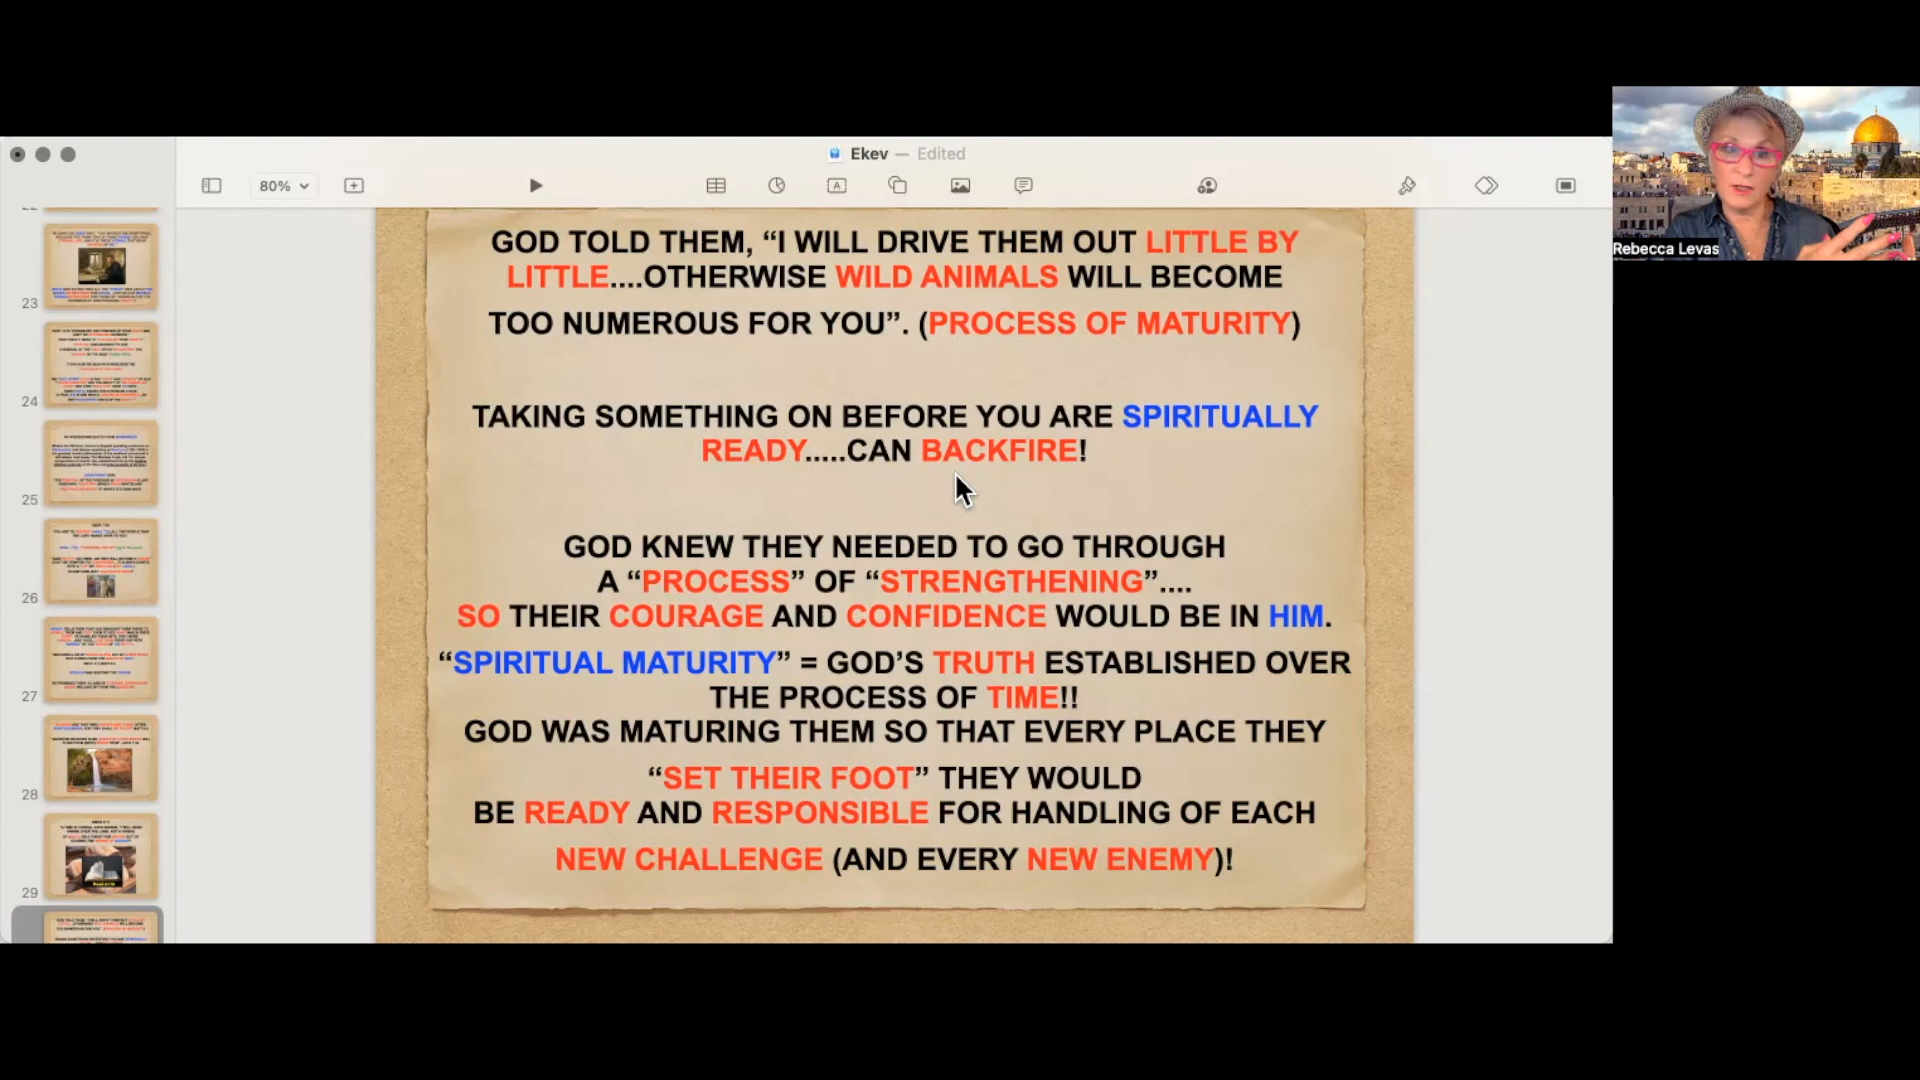 Ekev — Edited
80%
GOD TOLD THEM, “I WILL DRIVE THEM OUT LITTLE BY
LITTLE....OTHERWISE WILD ANIMALS WILL BECOME
TOO NUMEROUS FOR YOU”. (PROCESS OF MATURITY)
TAKING SOMETHING ON BEFORE YOU ARE SPIRITUALLY
READY.....CAN BACKFIRE!
GOD KNEW THEY NEEDED TO GO THROUGH
A “PROCESS” OF “STRENGTHENING”....
SO THEIR COURAGE AND CONFIDENCE WOULD BE IN HIM.
“SPIRITUAL MATURITY” = GOD’S TRUTH ESTABLISHED OVER
THE PROCESS OF TIME!!
GOD WAS MATURING THEM SO THAT EVERY PLACE THEY
“SET THEIR FOOT” THEY WOULD
BE READY AND RESPONSIBLE FOR HANDLING OF EACH
NEW CHALLENGE (AND EVERY NEW ENEMY)!
23
24
25
26
27
28
29
Rebecca Levas